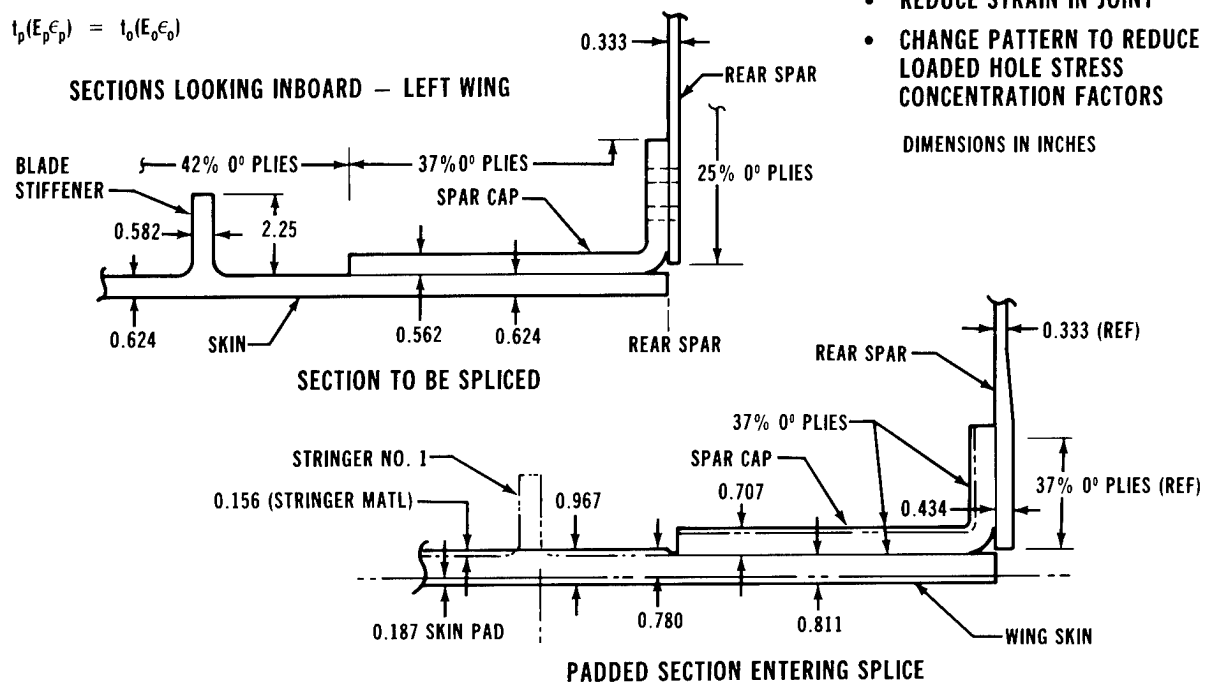 t_p(E_pϵ_p) = t_o(E_oϵ_o)
SECTIONS LOOKING INBOARD – LEFT WING
• REDUCE STRAIN IN JOINT
• CHANGE PATTERN TO REDUCE
LOADED HOLE STRESS
CONCENTRATION FACTORS
DIMENSIONS IN INCHES
0.333
REAR SPAR
BLADE
STIFFENER
42% 0° PLIES
37% 0° PLIES
25% 0° PLIES
SPAR CAP
0.582
2.25
0.624
SKIN
0.562
0.624
REAR SPAR
SECTION TO BE SPLICED
0.333 (REF)
REAR SPAR
37% 0° PLIES
STRINGER NO. 1
SPAR CAP
0.156 (STRINGER MATL)
0.967
0.707
0.434
37% 0° PLIES (REF)
0.187 SKIN PAD
0.780
0.811
WING SKIN
PADDED SECTION ENTERING SPLICE